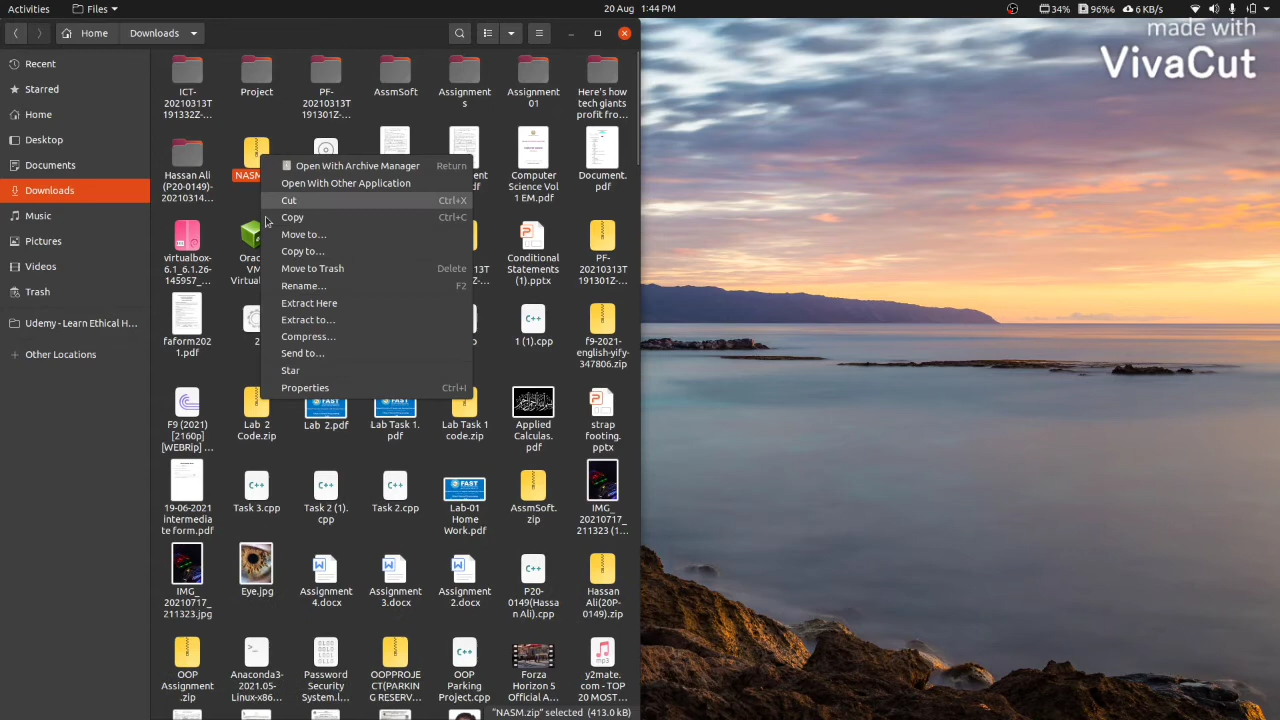 Activities
Files
20 Aug 1:44 PM
34%
96%
6 KB/s
Home
Downloads
made with
VivaCut
Recent
Starred
Home
Desktop
Documents
Downloads
Music
Pictures
Videos
Trash
Udemy - Learn Ethical H...
Other Locations
ICT-
20210313T
191332Z-...
Project
PF-
20210313T
191301Z-...
AssmSoft
Assignment
s
Assignment
01
Here's how
tech giants
profit fro...
Hassan Ali
(P20-0149)-
20210314...
NASM
Computer
Science Vol
1 EM.pdf
Document.
pdf
Open With Archive Manager Return
Open With Other Application
Cut Ctrl+X
Copy Ctrl+C
Move to...
Copy to...
Move to Trash Delete
Rename... F2
Extract Here
Extract to...
Compress...
Send to...
Star
Properties Ctrl+I
virtualbox-
6.1_6.1.26-
145957_...
Orac
VM
Virtual
Conditional
Statements
(1).pptx
PF-
20210313T
191301Z-...
faform202
1.pdf
2
1 (1).cpp
f9-2021-
english-yify-
347806.zip
F9 (2021)
[2160p]
[WEBRip] ...
Lab 2
Code.zip
Lab 2.pdf
Lab Task 1.
pdf
Lab Task 1
code.zip
Applied
Calculas.
pdf
strap
footing.
pptx
19-06-2021
intermedia
te form.pdf
Task 3.cpp
Task 2 (1).
cpp
Task 2.cpp
Lab-01
Home
Work.pdf
AssmSoft.
zip
IMG_
20210717_
211323 (1...
IMG_
20210717_
211323.jpg
Eye.jpg
Assignment
4.docx
Assignment
3.docx
Assignment
2.docx
P20-
0149(Hassa
n Ali).cpp
Hassan
Ali(20P-
0149).zip
OOP
Assignment
.zip
Anaconda3-
2021.05-
Linux-x86...
Password
Security
System.l...
OOPPROJE
CT(PARKIN
G RESERV...
OOP
Parking
Project.cpp
Forza
Horizon 5
Official A...
y2mate.
com - TOP
20 MOST...
"NASM.zip" selected (413.0 kB)